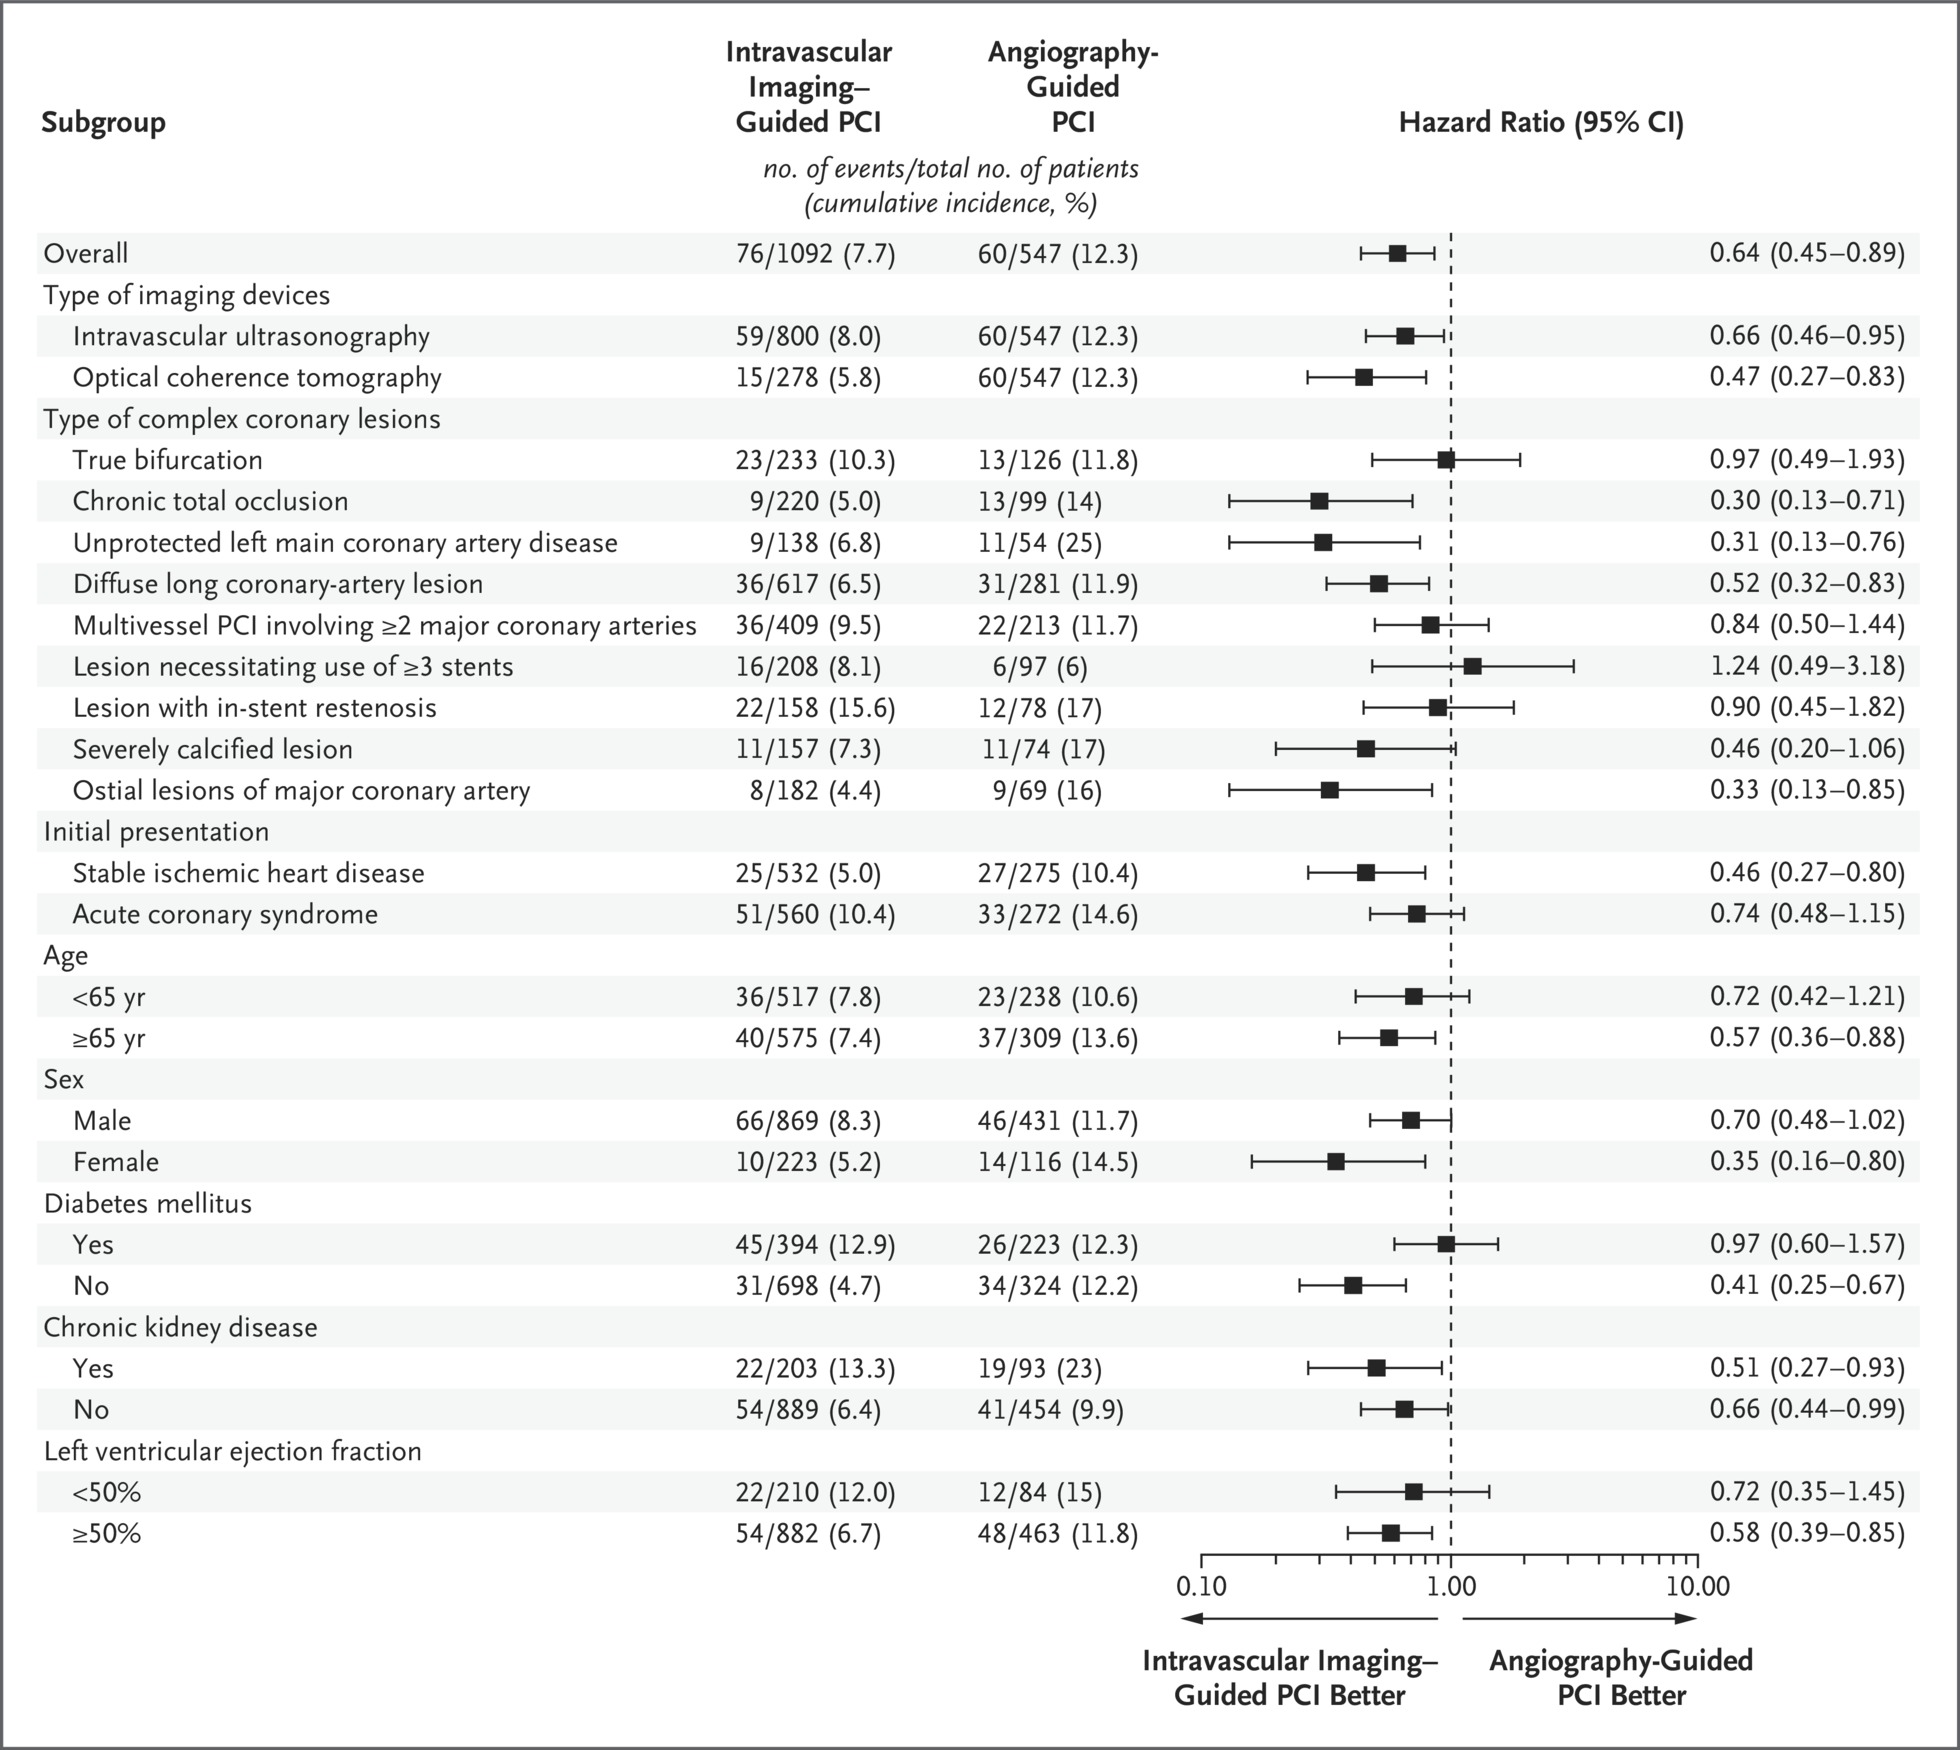 Subgroup
Intravascular
Imaging–
Guided PCI
Angiography-
Guided
PCI
Hazard Ratio (95% CI)
no. of events/total no. of patients
(cumulative incidence, %)
Overall 76/1092 (7.7) 60/547 (12.3) 0.64 (0.45–0.89)
Type of imaging devices
Intravascular ultrasonography 59/800 (8.0) 60/547 (12.3) 0.66 (0.46–0.95)
Optical coherence tomography 15/278 (5.8) 60/547 (12.3) 0.47 (0.27–0.83)
Type of complex coronary lesions
True bifurcation 23/233 (10.3) 13/126 (11.8) 0.97 (0.49–1.93)
Chronic total occlusion 9/220 (5.0) 13/99 (14) 0.30 (0.13–0.71)
Unprotected left main coronary artery disease 9/138 (6.8) 11/54 (25) 0.31 (0.13–0.76)
Diffuse long coronary-artery lesion 36/617 (6.5) 31/281 (11.9) 0.52 (0.32–0.83)
Multivessel PCI involving ≥2 major coronary arteries 36/409 (9.5) 22/213 (11.7) 0.84 (0.50–1.44)
Lesion necessitating use of ≥3 stents 16/208 (8.1) 6/97 (6) 1.24 (0.49–3.18)
Lesion with in-stent restenosis 22/158 (15.6) 12/78 (17) 0.90 (0.45–1.82)
Severely calcified lesion 11/157 (7.3) 11/74 (17) 0.46 (0.20–1.06)
Ostial lesions of major coronary artery 8/182 (4.4) 9/69 (16) 0.33 (0.13–0.85)
Initial presentation
Stable ischemic heart disease 25/532 (5.0) 27/275 (10.4) 0.46 (0.27–0.80)
Acute coronary syndrome 51/560 (10.4) 33/272 (14.6) 0.74 (0.48–1.15)
Age
<65 yr 36/517 (7.8) 23/238 (10.6) 0.72 (0.42–1.21)
≥65 yr 40/575 (7.4) 37/309 (13.6) 0.57 (0.36–0.88)
Sex
Male 66/869 (8.3) 46/431 (11.7) 0.70 (0.48–1.02)
Female 10/223 (5.2) 14/116 (14.5) 0.35 (0.16–0.80)
Diabetes mellitus
Yes 45/394 (12.9) 26/223 (12.3) 0.97 (0.60–1.57)
No 31/698 (4.7) 34/324 (12.2) 0.41 (0.25–0.67)
Chronic kidney disease
Yes 22/203 (13.3) 19/93 (23) 0.51 (0.27–0.93)
No 54/889 (6.4) 41/454 (9.9) 0.66 (0.44–0.99)
Left ventricular ejection fraction
<50% 22/210 (12.0) 12/84 (15) 0.72 (0.35–1.45)
≥50% 54/882 (6.7) 48/463 (11.8) 0.58 (0.39–0.85)
0.10 1.00 10.00
Intravascular Imaging–
Guided PCI Better
Angiography-Guided
PCI Better